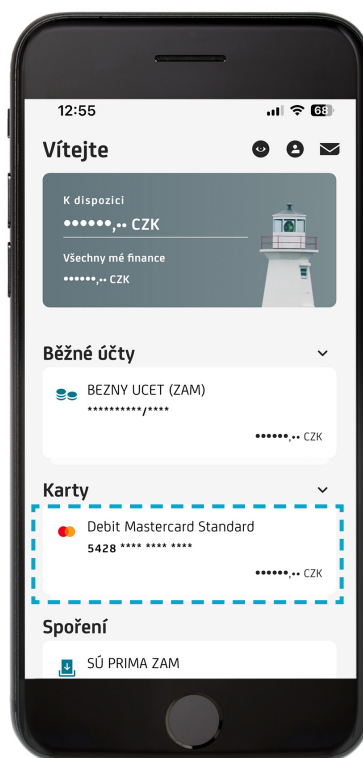 12:55
68
Vítejte
K dispozici
••••••,•• CZK
Všechny mé finance
••••••,•• CZK
Běžné účty
BEZNY UCET (ZAM)
**********/****
••••••,•• CZK
Karty
Debit Mastercard Standard
5428 **** **** ****
••••••,•• CZK
Spoření
SÚ PRIMA ZAM